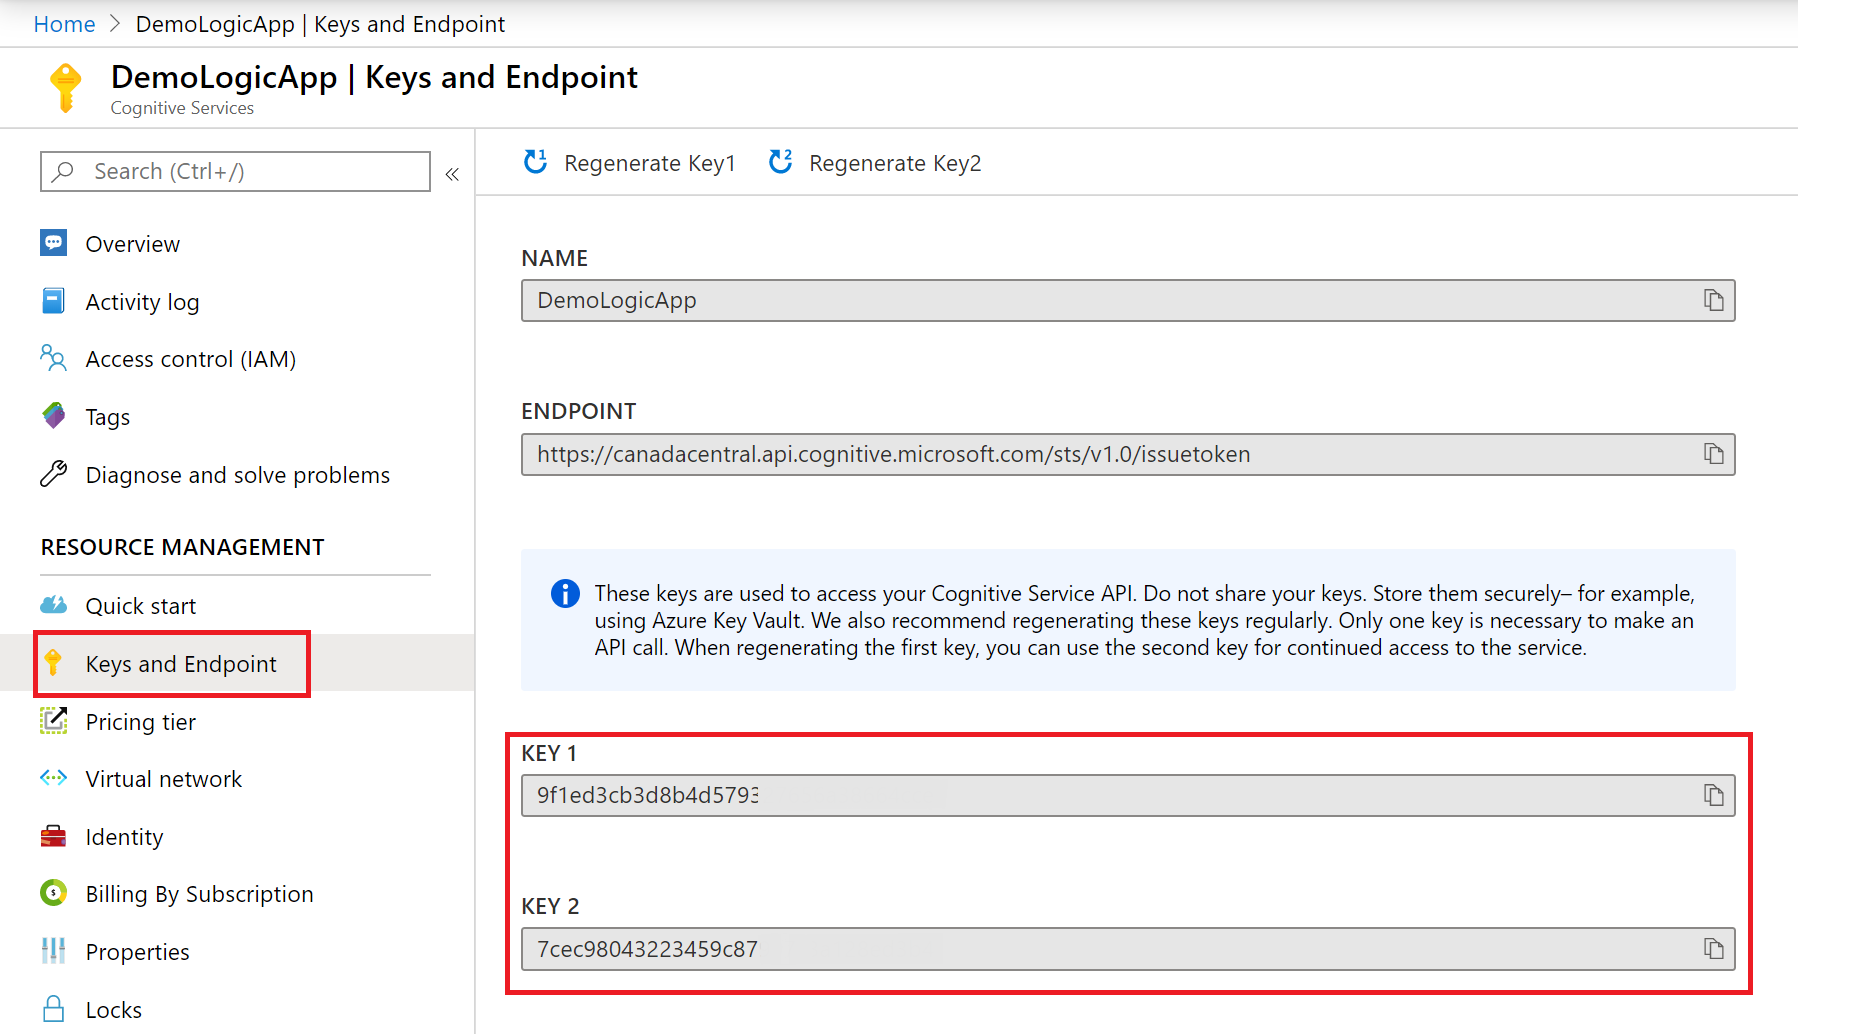 Home > DemoLogicApp | Keys and Endpoint
DemoLogicApp | Keys and Endpoint
Cognitive Services
Search (Ctrl+/)
«
Overview
Activity log
Access control (IAM)
Tags
Diagnose and solve problems
RESOURCE MANAGEMENT
Quick start
Keys and Endpoint
Pricing tier
Virtual network
Identity
Billing By Subscription
Properties
Locks
1 Regenerate Key1 2 Regenerate Key2
NAME
DemoLogicApp
ENDPOINT
https://canadacentral.api.cognitive.microsoft.com/sts/v1.0/issuetoken
These keys are used to access your Cognitive Service API. Do not share your keys. Store them securely– for example,
using Azure Key Vault. We also recommend regenerating these keys regularly. Only one key is necessary to make an
API call. When regenerating the first key, you can use the second key for continued access to the service.
KEY 1
9f1ed3cb3d8b4d5793
KEY 2
7cec98043223459c87